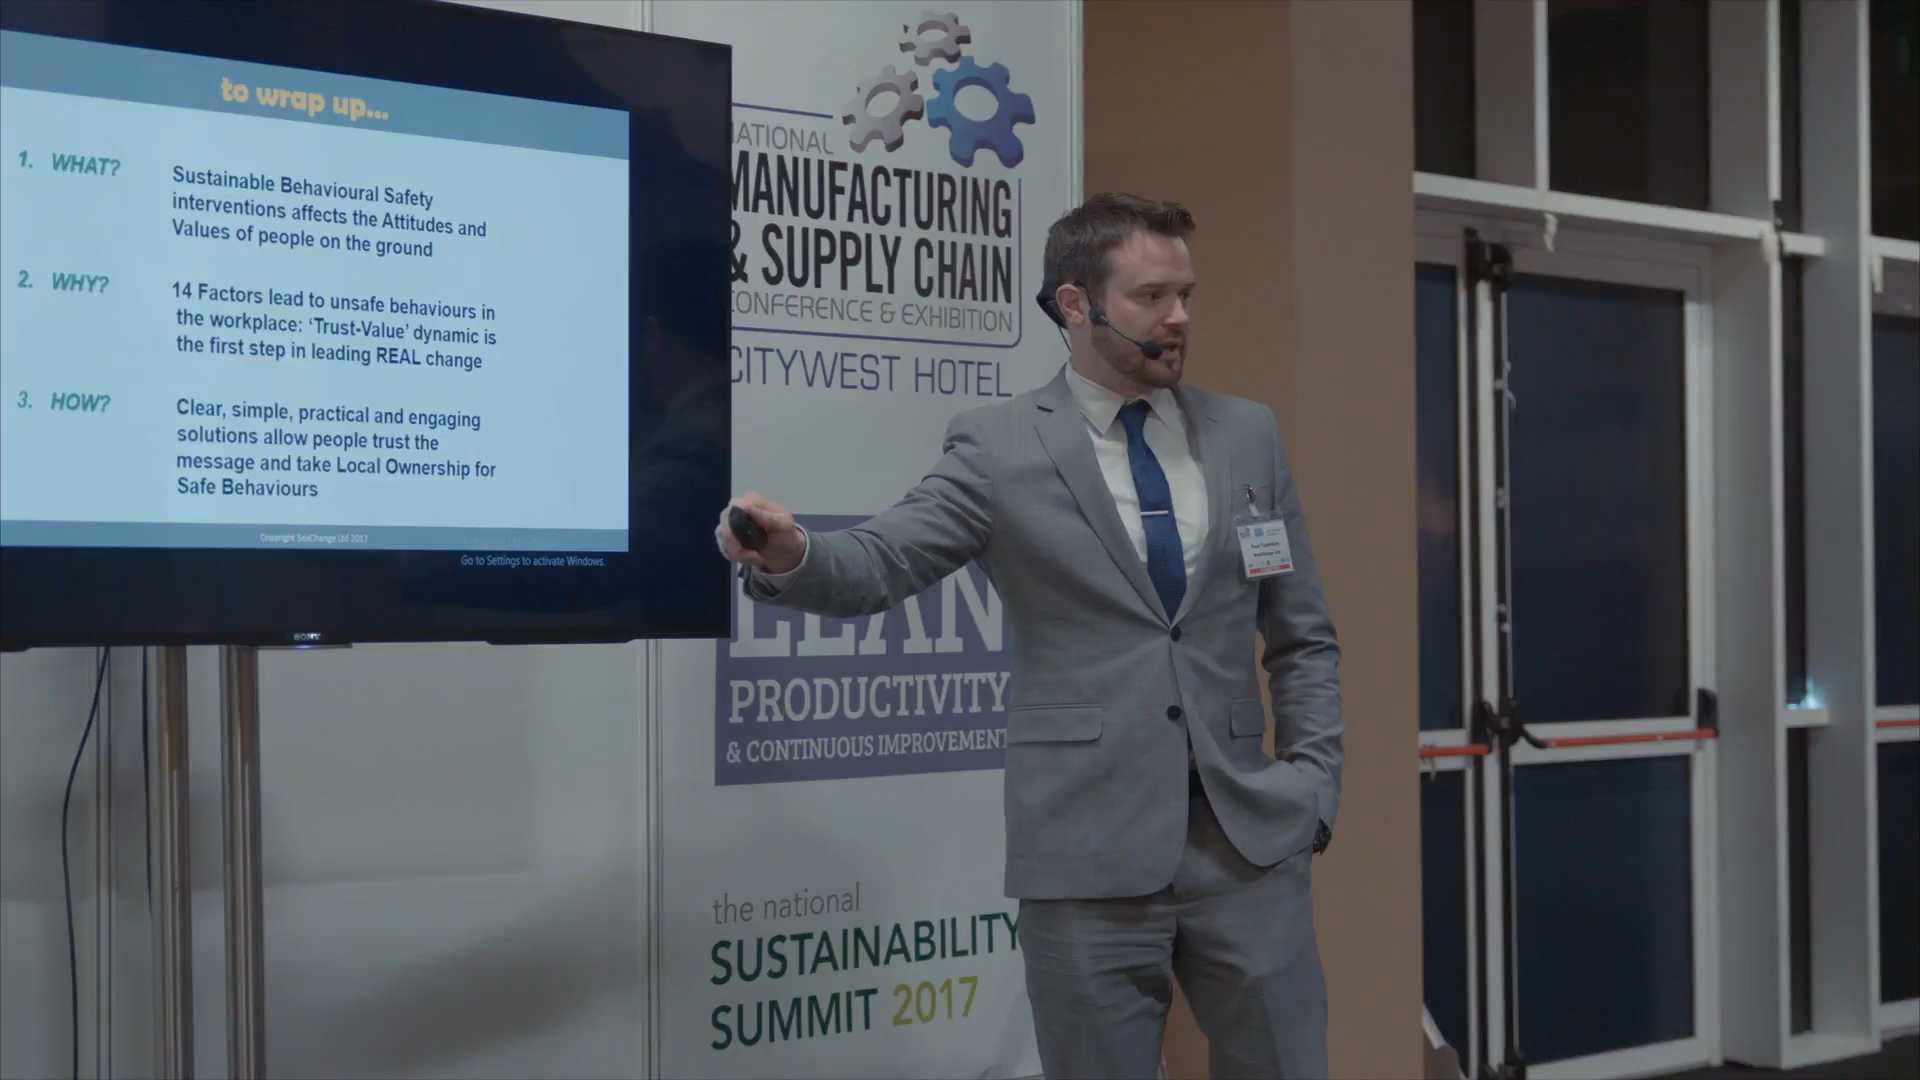 to wrap up...
1. WHAT?
Sustainable Behavioural Safety
interventions affects the Attitudes and
Values of people on the ground
2. WHY?
14 Factors lead to unsafe behaviours in
the workplace: ‘Trust-Value’ dynamic is
the first step in leading REAL change
3. HOW?
Clear, simple, practical and engaging
solutions allow people trust the
message and take Local Ownership for
Safe Behaviours
Copyright SeaChange Ltd 2017
Go to Settings to activate Windows.
SONY
NATIONAL
MANUFACTURING
& SUPPLY CHAIN
CONFERENCE & EXHIBITION
CITYWEST HOTEL
LEAN
PRODUCTIVITY
& CONTINUOUS IMPROVEMENT
the national
SUSTAINABILITY
SUMMIT 2017